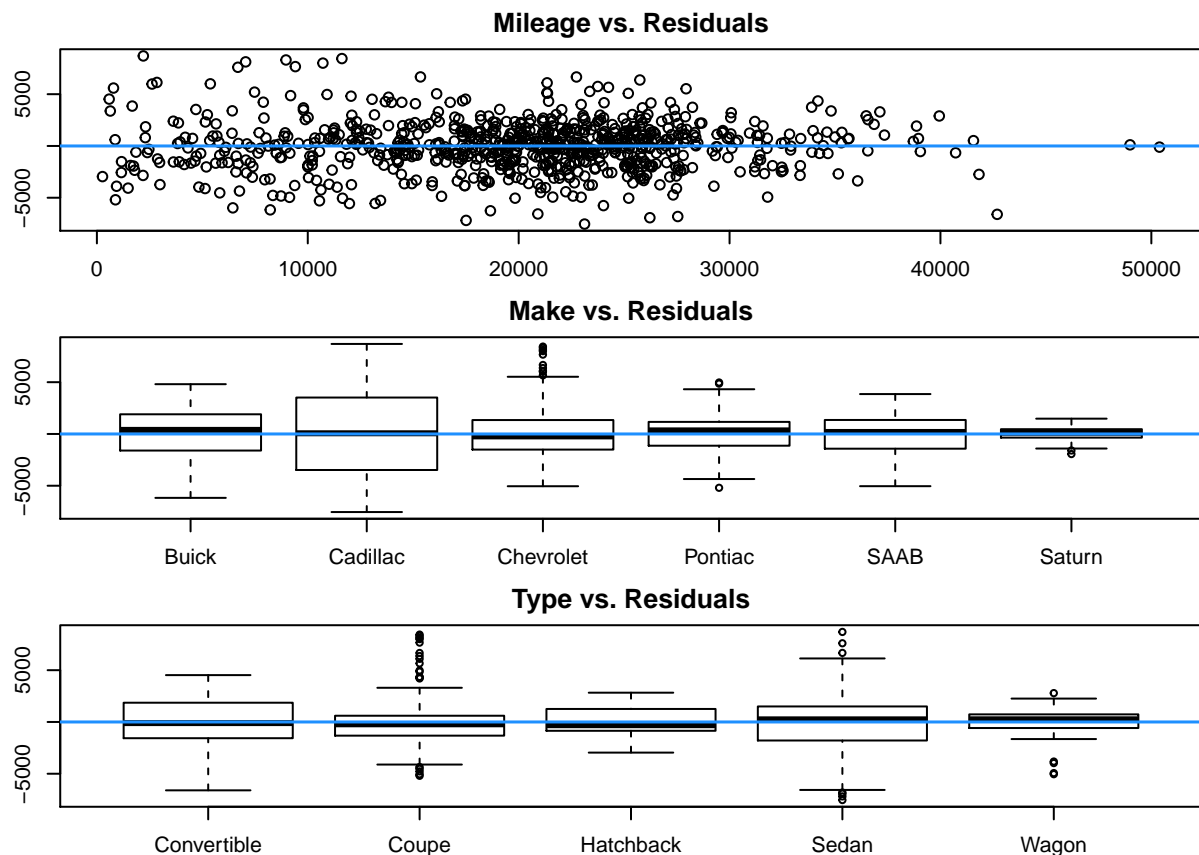 Mileage vs. Residuals
5000
−5000
0 10000 20000 30000 40000 50000
Make vs. Residuals
5000
−5000
Buick Cadillac Chevrolet Pontiac SAAB Saturn
Type vs. Residuals
5000
−5000
Convertible Coupe Hatchback Sedan Wagon